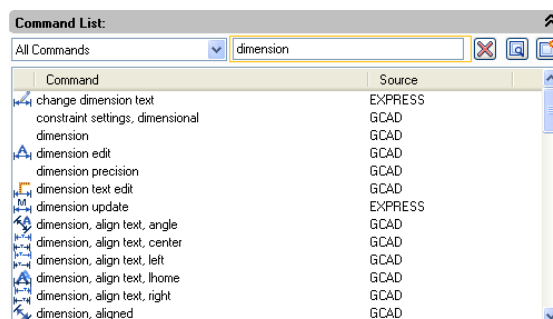 Command List:
All Commands dimension
Command Source
change dimension text EXPRESS
constraint settings, dimensional GCAD
dimension GCAD
dimension edit GCAD
dimension precision GCAD
dimension text edit GCAD
dimension update EXPRESS
dimension, align text, angle GCAD
dimension, align text, center GCAD
dimension, align text, left GCAD
dimension, align text, lhome GCAD
dimension, align text, right GCAD
dimension, aligned GCAD